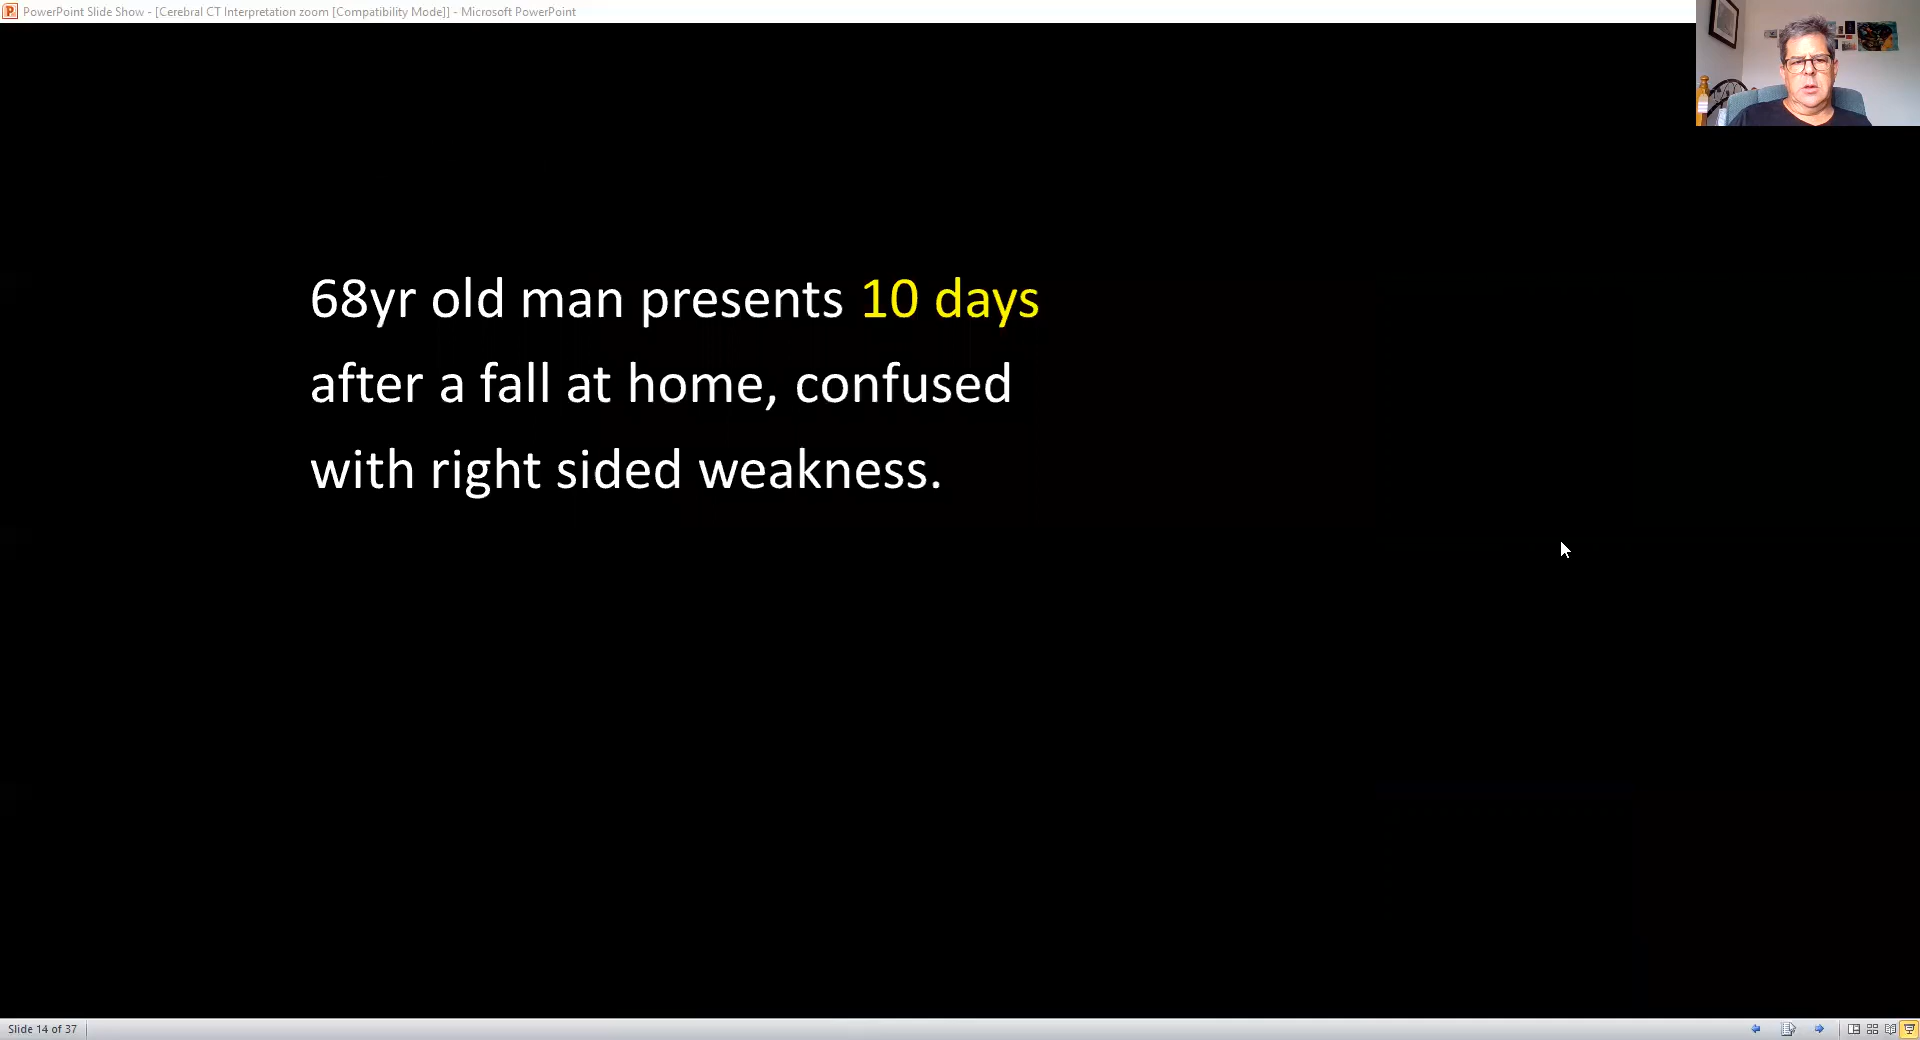 PowerPoint Slide Show - [Cerebral CT Interpretation zoom [Compatibility Mode]] - Microsoft PowerPoint
68yr old man presents 10 days
after a fall at home, confused
with right sided weakness.
Slide 14 of 37